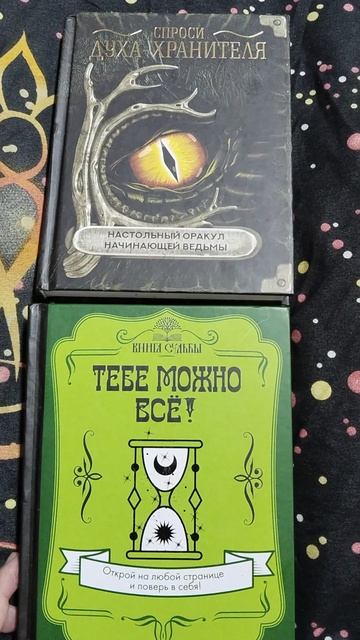 СПРОСИ
ДУХА ХРАНИТЕЛЯ
НАСТОЛЬНЫЙ ОРАКУЛ
НАЧИНАЮЩЕЙ ВЕДЬМЫ
КНИГА СУДЬБЫ
ТЕБЕ МОЖНО
ВСЁ!
Открой на любой странице
и поверь в себя!